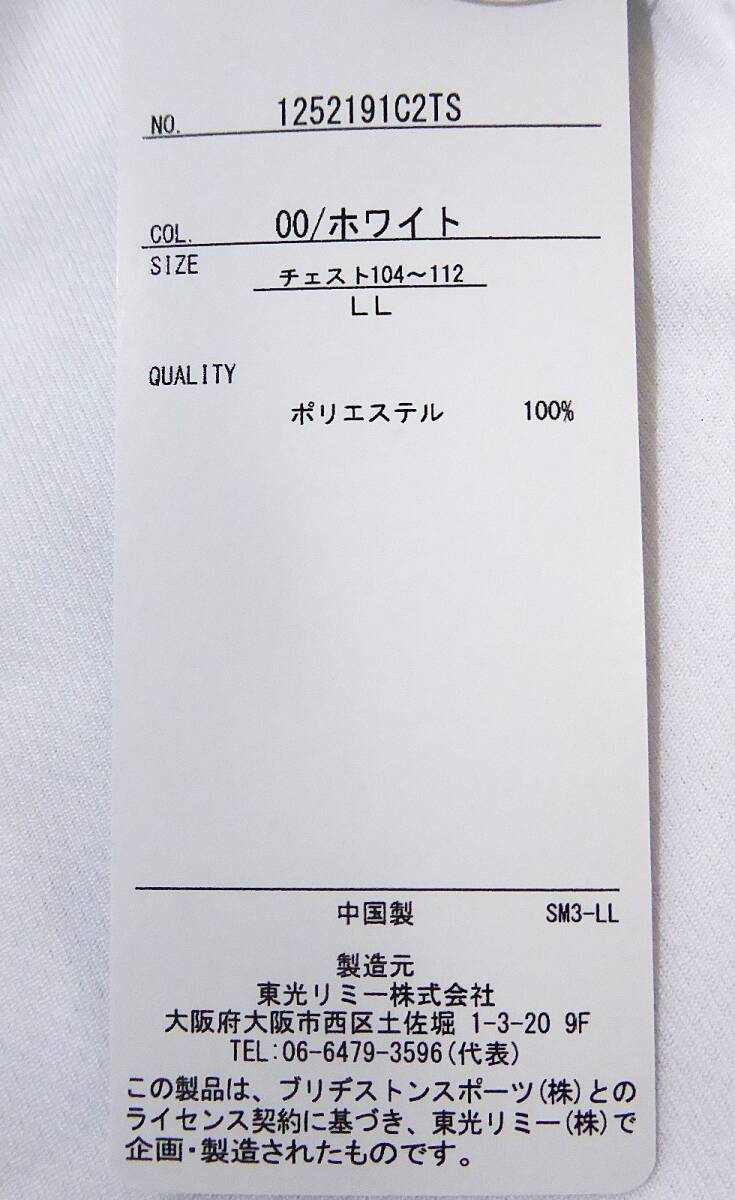 NO. 1252191C2TS
COL. 00/ホワイト
SIZE チェスト104～112
LL
QUALITY
ポリエステル 100%
中国製 SM3-LL
製造元
東光リミー株式会社
大阪府大阪市西区土佐堀 1-3-20 9F
TEL:06-6479-3596(代表)
この製品は、ブリヂストンスポーツ(株)との
ライセンス契約に基づき、東光リミー(株)で
企画・製造されたものです。